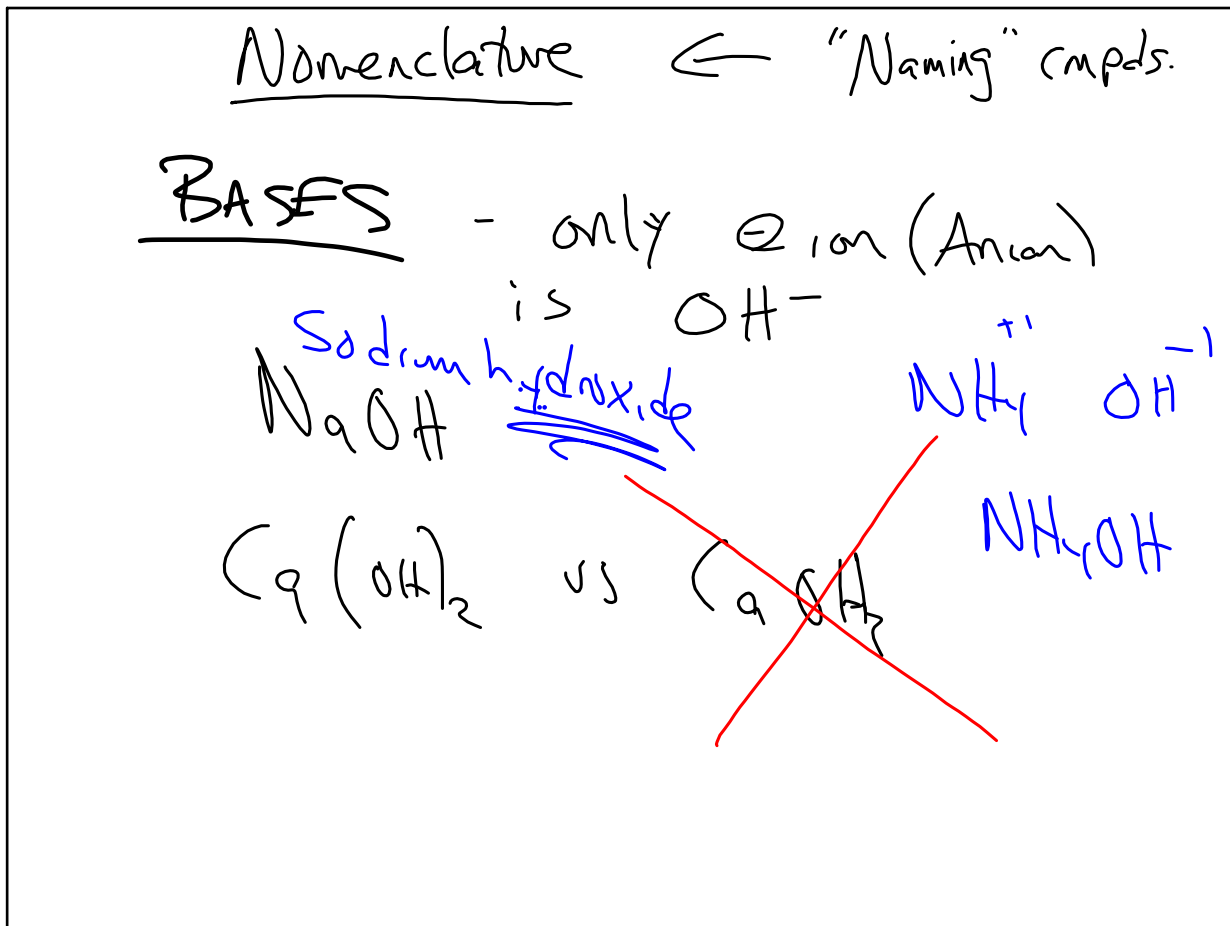 Nomenclature ← "Naming" cmpds.
BASES - only ⊖ ion (Anion)
is OH⁻
Sodium hydroxide
NaOH
NH₄⁺¹ OH⁻¹
NH₄OH
Ca(OH)₂ vs CaOH₂